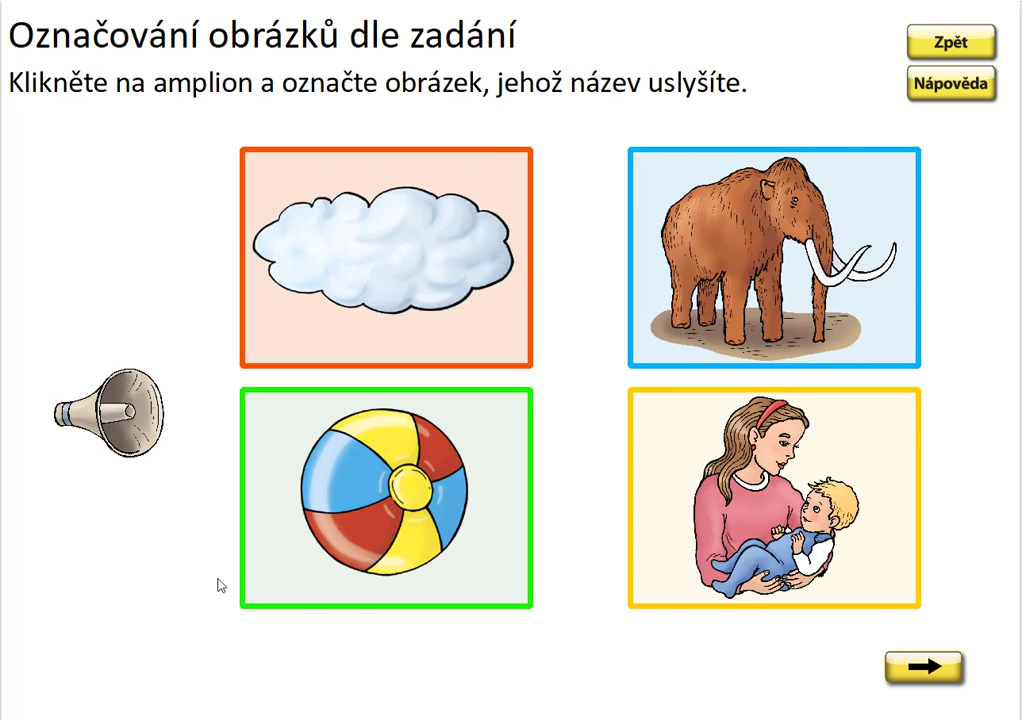 Označování obrázků dle zadání
Klikněte na amplion a označte obrázek, jehož název uslyšíte.
Zpět
Nápověda